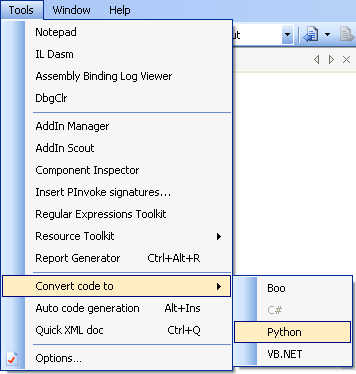 Tools Window Help
Notepad
IL Dasm
Assembly Binding Log Viewer
DbgClr
AddIn Manager
AddIn Scout
Component Inspector
Insert PInvoke signatures...
Regular Expressions Toolkit
Resource Toolkit
Report Generator Ctrl+Alt+R
Convert code to
Auto code generation Alt+Ins
Quick XML doc Ctrl+Q
Options...
Boo
C#
Python
VB.NET